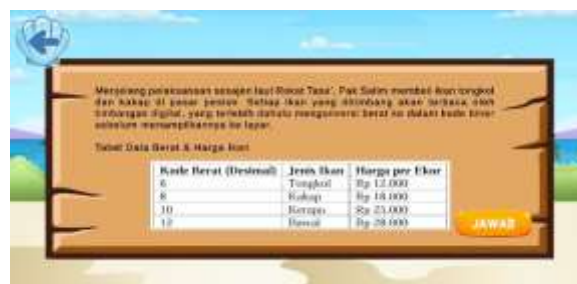 Menjelang pelaksanaan sesajen laut Rokat Tase', Pak Salim membeli ikan tongkol
dan kakap di pasar pesisir. Setiap ikan yang ditimbang akan terbaca oleh
timbangan digital, yang terlebih dahulu mengonversi berat ke dalam kode biner
sebelum menampilkannya ke layar.
Tabel Data Berat & Harga Ikan
Kode Berat (Desimal) Jenis Ikan Harga per Ekor
6 Tongkol Rp 12.000
8 Kakap Rp 18.000
10 Kerapu Rp 25.000
12 Bawal Rp 28.000
JAWAB